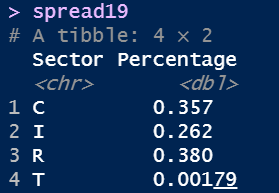 > spread19
# A tibble: 4 × 2
Sector Percentage
<chr> <dbl>
1 C 0.357
2 I 0.262
3 R 0.380
4 T 0.00179